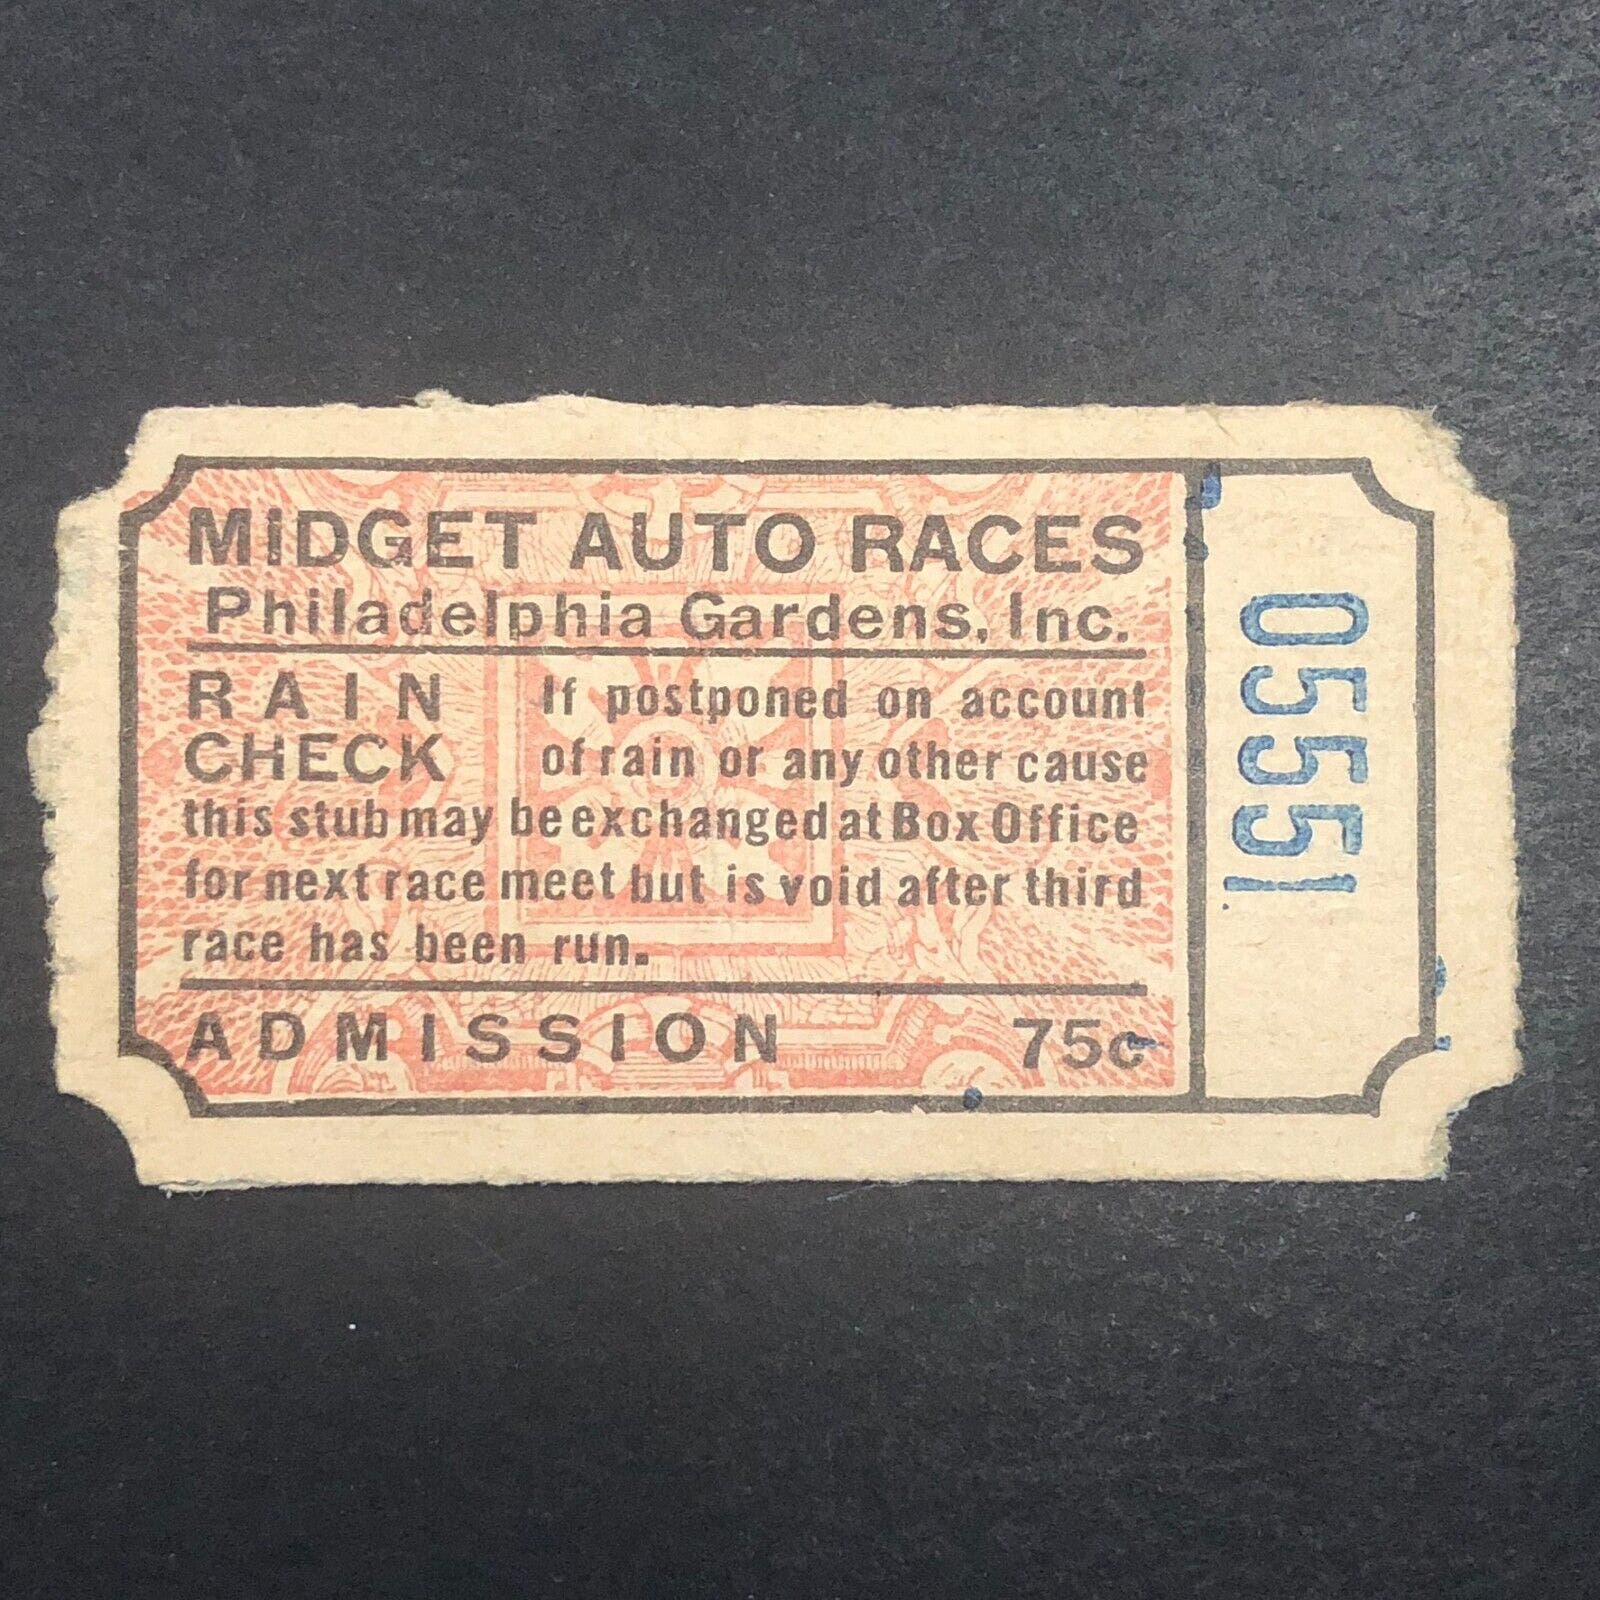 MIDGET AUTO RACES
Philadelphia Gardens, Inc.
RAIN CHECK
If postponed on account
of rain or any other cause
this stub may be exchanged at Box Office
for next race meet but is void after third
race has been run.
ADMISSION 75c
05551